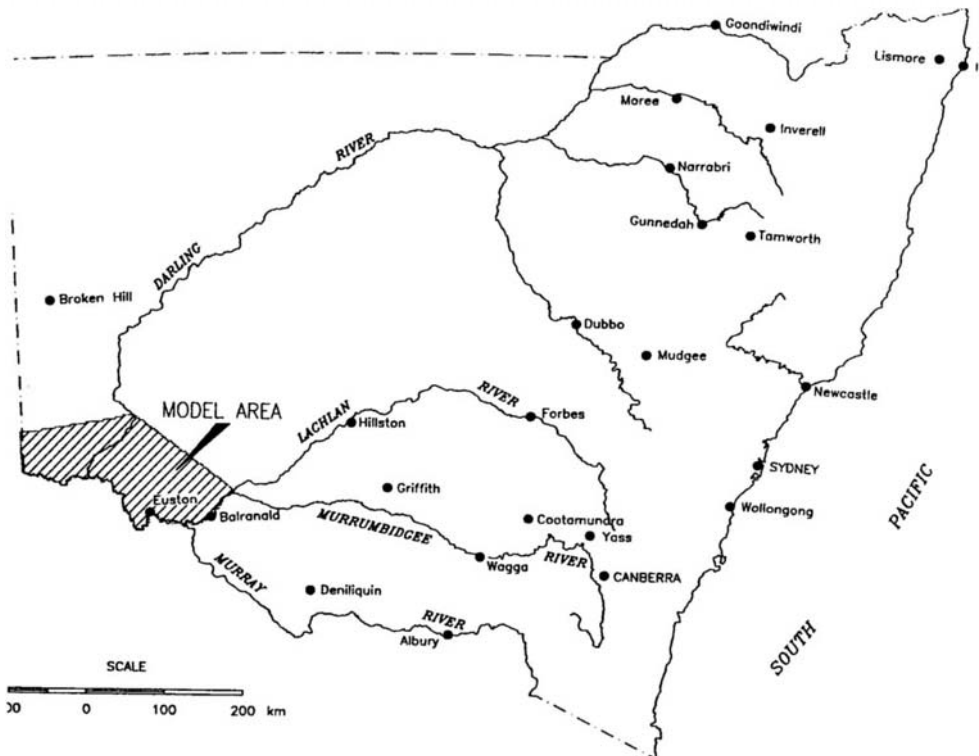 Goondiwindi
Lismore
Moree
Inverell
RIVER
Narrabri
Gunnedah
Tamworth
DARLING
Broken Hill
Dubbo
Mudgee
Newcastle
MODEL AREA
LACHLAN
RIVER
Hillston
Forbes
SYDNEY
Griffith
Euston
Balranald
Cootamundra
Wollongong
PACIFIC
MURRUMBIDGEE
Yass
RIVER
Wagga
CANBERRA
MURRAY
Deniliquin
RIVER
Albury
SOUTH
SCALE
0 100 200 km